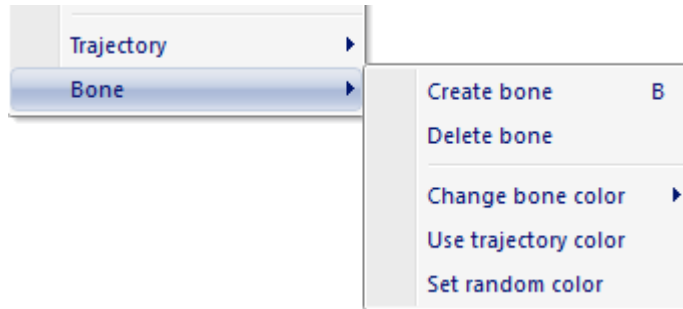 Trajectory
Bone
Create bone B
Delete bone
Change bone color
Use trajectory color
Set random color